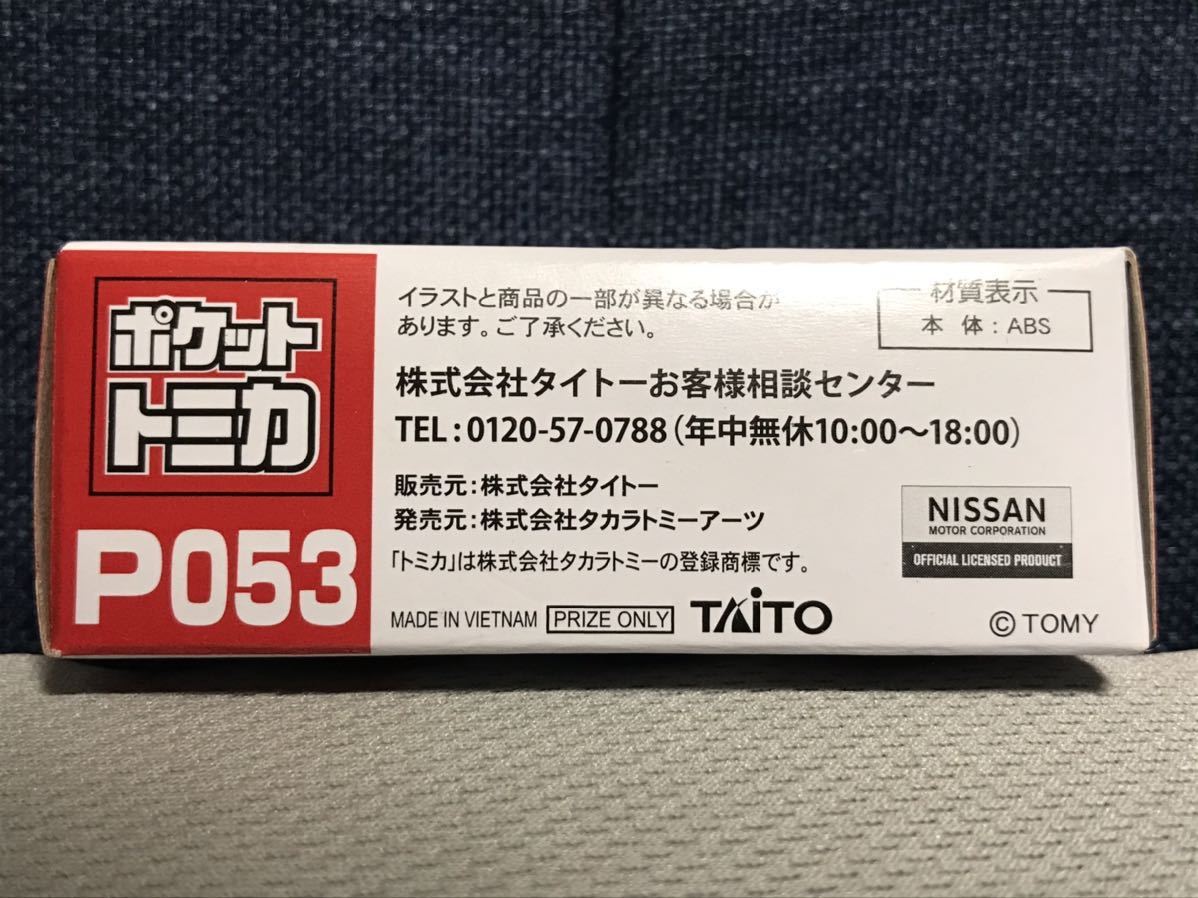 ポケット
トミカ
P053
イラストと商品の一部が異なる場合が
あります。ご了承ください。
材質表示
本 体 : ABS
株式会社タイトーお客様相談センター
TEL:0120-57-0788(年中無休10:00〜18:00)
販売元:株式会社タイトー
発売元:株式会社タカラトミーアーツ
「トミカ」は株式会社タカラトミーの登録商標です。
NISSAN
MOTOR CORPORATION
OFFICIAL LICENSED PRODUCT
MADE IN VIETNAM PRIZE ONLY TAITO
© TOMY